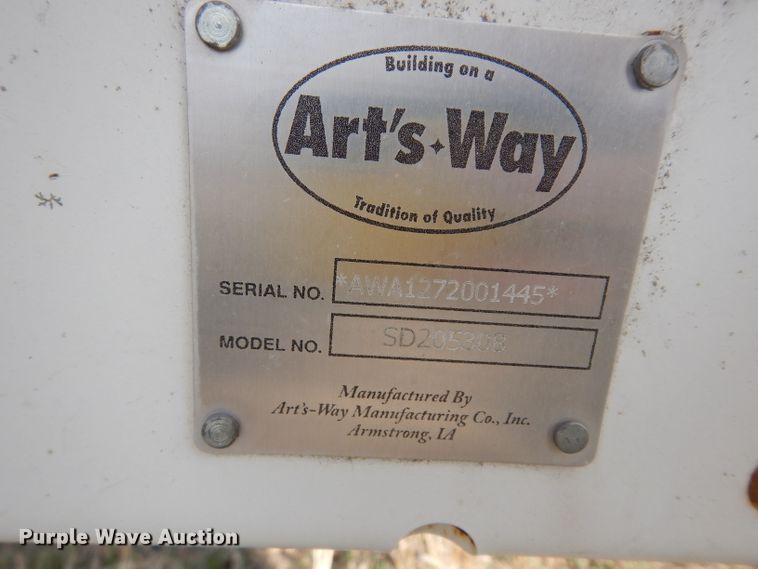 Building on a
Art's Way
Tradition of Quality
SERIAL NO. *AWA1272001445*
MODEL NO. SD205308
Manufactured By
Art's-Way Manufacturing Co., Inc.
Armstrong, IA
Purple Wave Auction